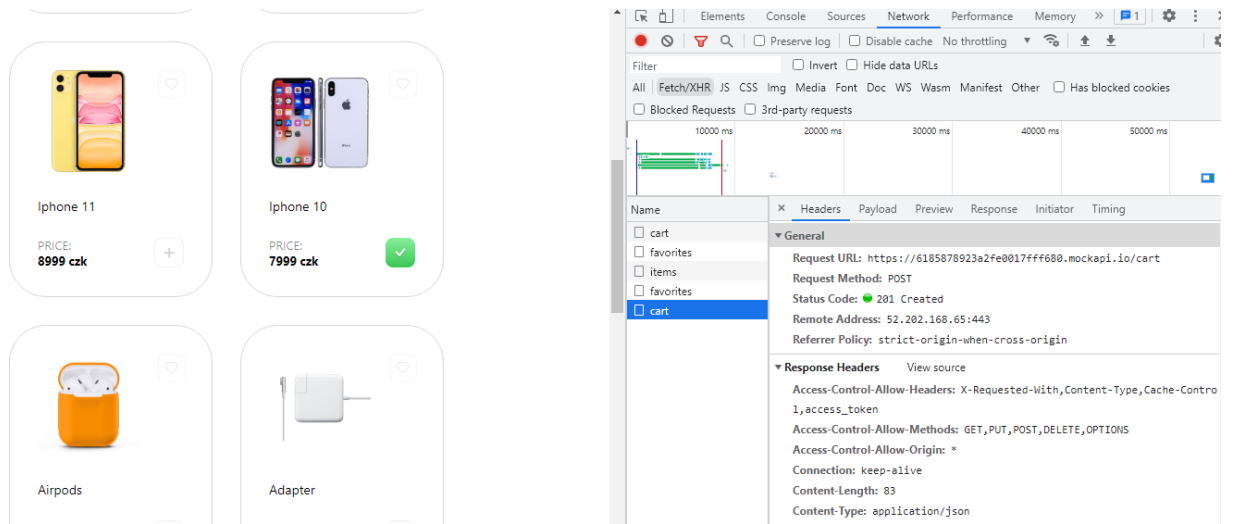 Iphone 11
Iphone 10
PRICE:
8999 czk
PRICE:
7999 czk
Airpods
Adapter
Elements Console Sources Network Performance Memory » 1
Preserve log Disable cache No throttling
Filter Invert Hide data URLs
All Fetch/XHR JS CSS Img Media Font Doc WS Wasm Manifest Other Has blocked cookies
Blocked Requests 3rd-party requests
10000 ms 20000 ms 30000 ms 40000 ms 50000 ms
Name
cart
favorites
items
favorites
cart
× Headers Payload Preview Response Initiator Timing
General
Request URL: https://6185878923a2fe0017fff680.mockapi.io/cart
Request Method: POST
Status Code: 201 Created
Remote Address: 52.202.168.65:443
Referrer Policy: strict-origin-when-cross-origin
Response Headers View source
Access-Control-Allow-Headers: X-Requested-With,Content-Type,Cache-Contro
l,access_token
Access-Control-Allow-Methods: GET,PUT,POST,DELETE,OPTIONS
Access-Control-Allow-Origin: *
Connection: keep-alive
Content-Length: 83
Content-Type: application/json